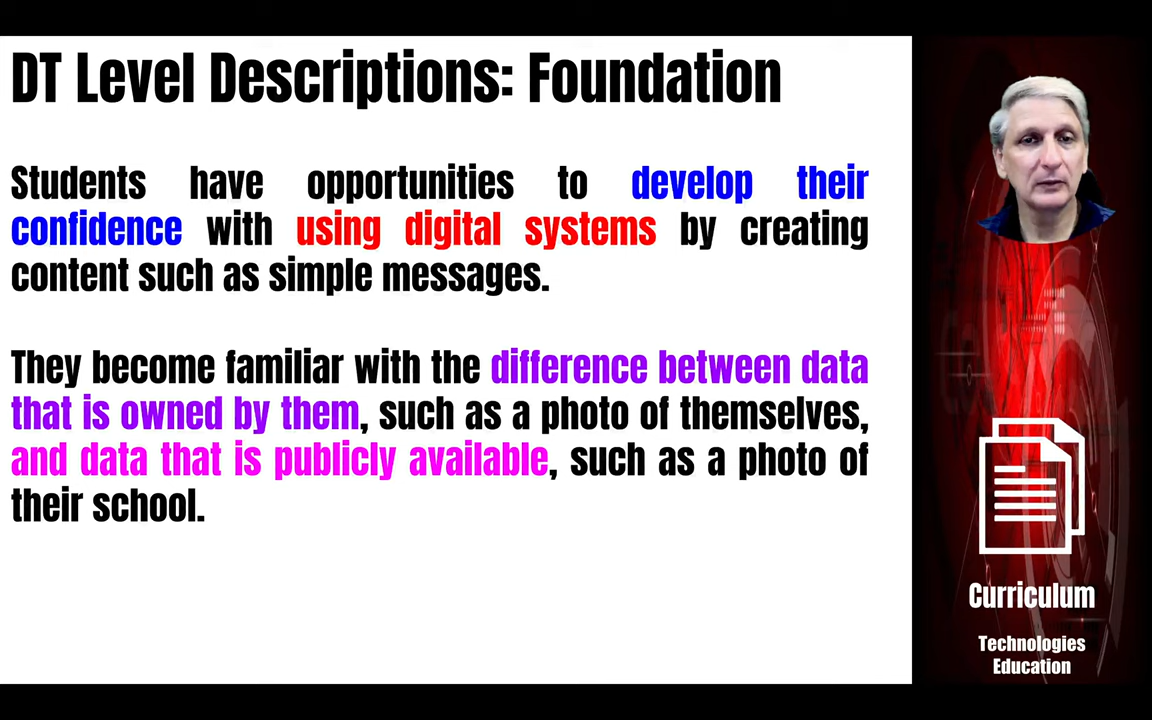 DT Level Descriptions: Foundation
Students have opportunities to develop their
confidence with using digital systems by creating
content such as simple messages.
They become familiar with the difference between data
that is owned by them, such as a photo of themselves,
and data that is publicly available, such as a photo of
their school.
Curriculum
Technologies
Education